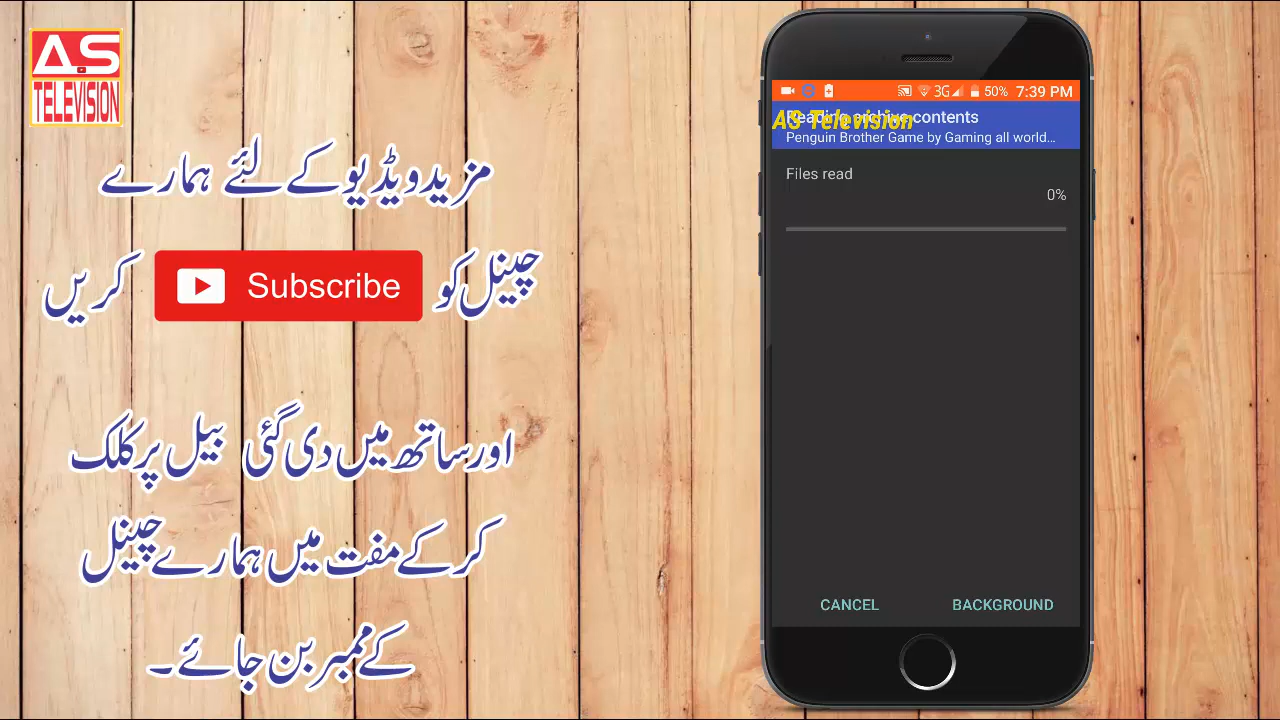 AS
TELEVISION
مزید ویڈیو کے لئے ہمارے
چینل کو Subscribe کریں
اور ساتھ میں دی گئی بیل پر کلک
کر کے مفت میں ہمارے چینل
کے ممبر بن جائے۔
3G 50% 7:39 PM
Reading archive contents
AS Television
Penguin Brother Game by Gaming all world...
Files read
0%
CANCEL BACKGROUND